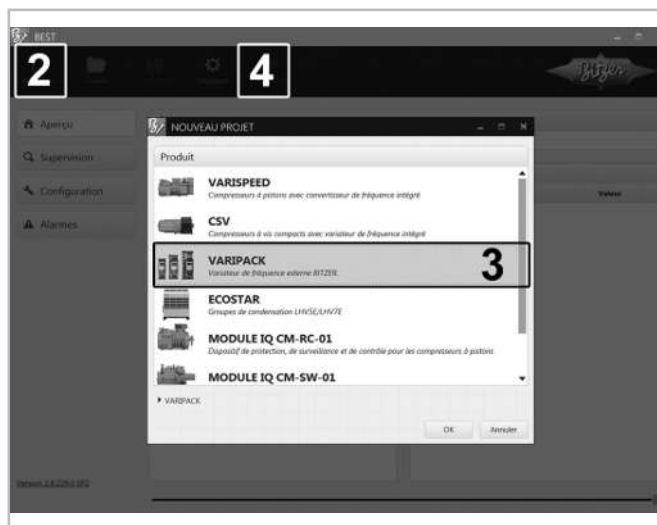 BEST
2
4
Bitzer
Aperçu
Supervision
Configuration
Alarmes
NOUVEAU PROJET
Produit
VARISPEED
Compresseurs à pistons avec convertisseur de fréquence intégré
CSV
Compresseurs à vis compacts avec variateur de fréquence intégré
VARIPACK
Variateur de fréquence externe BITZER.
3
ECOSTAR
Groupes de condensation LHV5E/LHV7E
MODULE IQ CM-RC-01
Dispositif de protection, de surveillance et de contrôle pour les compresseurs à pistons
MODULE IQ CM-SW-01
VARIPACK
OK
Annuler
Valeur